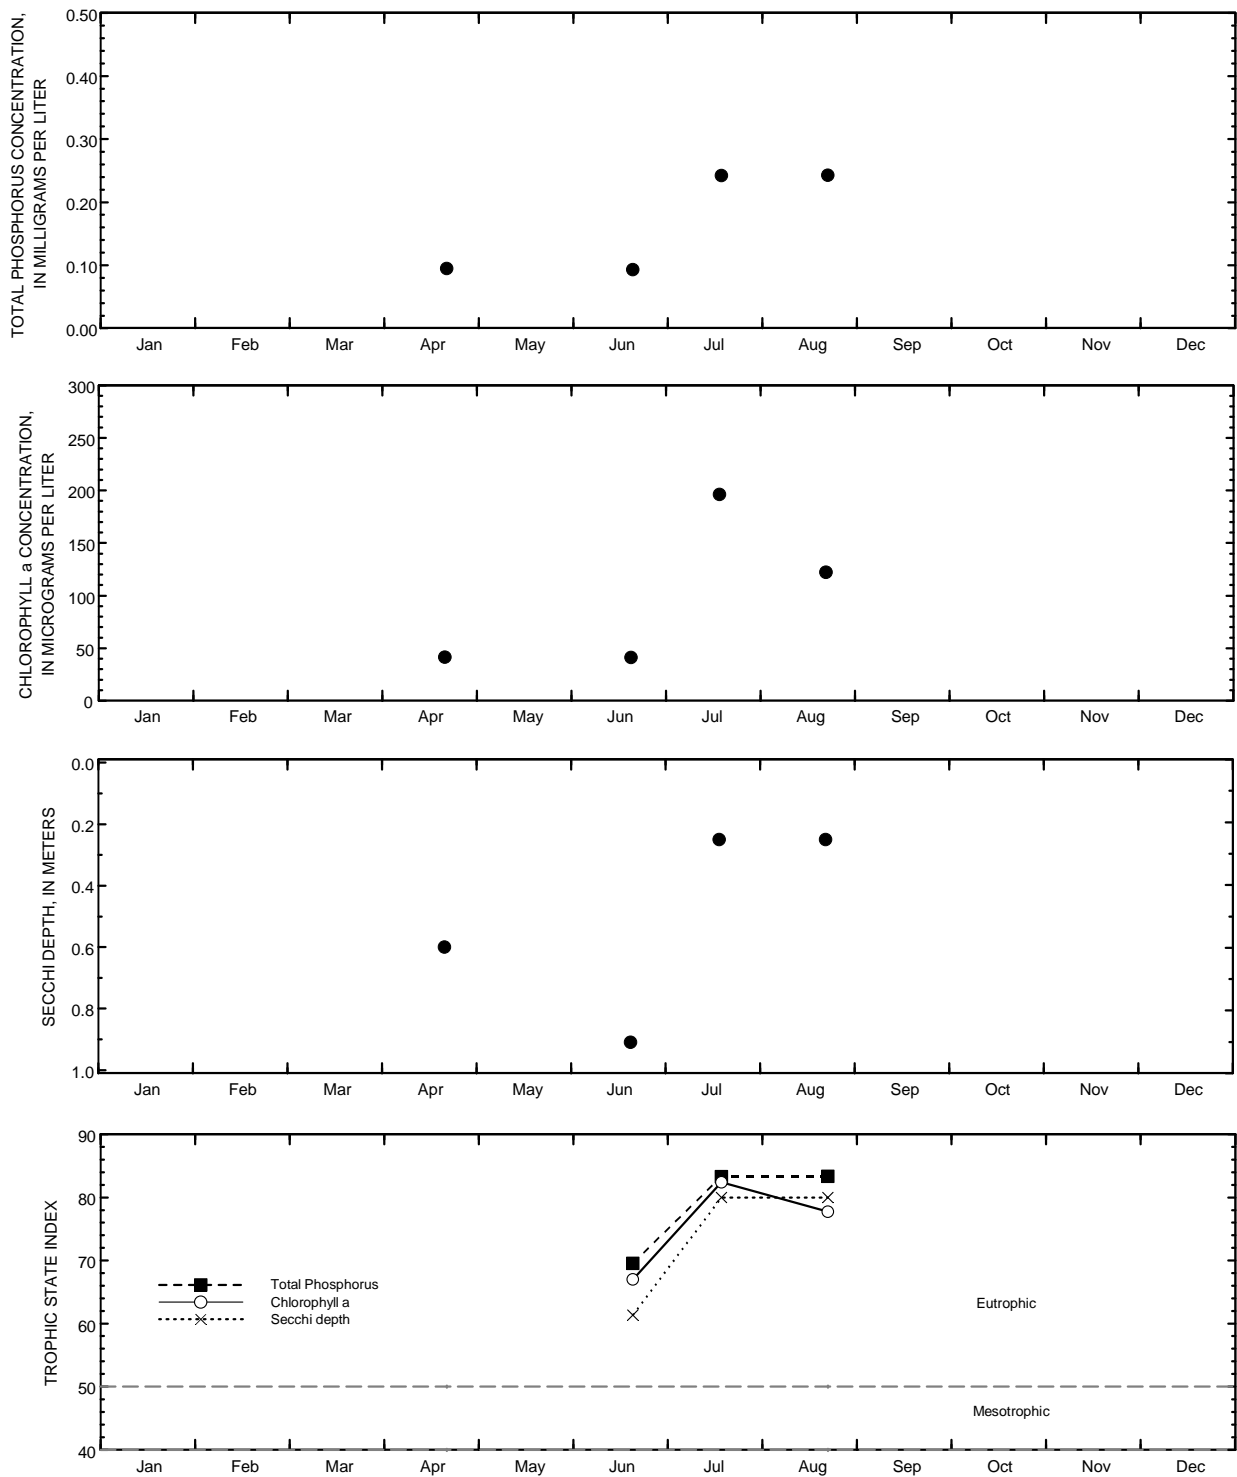 TOTAL PHOSPHORUS CONCENTRATION,
IN MILLIGRAMS PER LITER
0.50
0.40
0.30
0.20
0.10
0.00
Jan Feb Mar Apr May Jun Jul Aug Sep Oct Nov Dec
CHLOROPHYLL a CONCENTRATION,
IN MICROGRAMS PER LITER
300
250
200
150
100
50
0
Jan Feb Mar Apr May Jun Jul Aug Sep Oct Nov Dec
SECCHI DEPTH, IN METERS
0.0
0.2
0.4
0.6
0.8
1.0
Jan Feb Mar Apr May Jun Jul Aug Sep Oct Nov Dec
TROPHIC STATE INDEX
90
80
70
60
50
40
Total Phosphorus
Chlorophyll a
Secchi depth
Eutrophic
Mesotrophic
Jan Feb Mar Apr May Jun Jul Aug Sep Oct Nov Dec